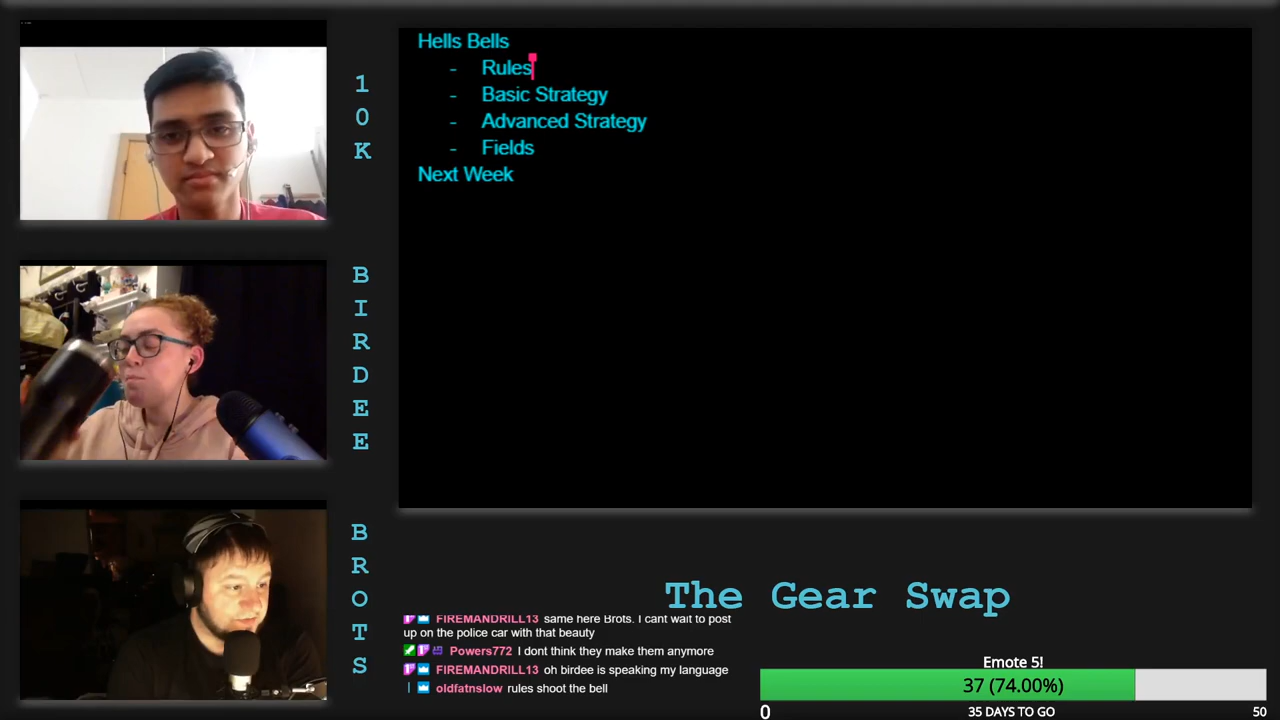 10K
BIRDEE
BROTS
Hells Bells
- Rules
- Basic Strategy
- Advanced Strategy
- Fields
Next Week
The Gear Swap
FIREMANDRILL13 same here Brots. I cant wait to post
up on the police car with that beauty
Powers772 I dont think they make them anymore
FIREMANDRILL13 oh birdee is speaking my language
oldfatnslow rules shoot the bell
Emote 5!
37 (74.00%)
0
35 DAYS TO GO
50